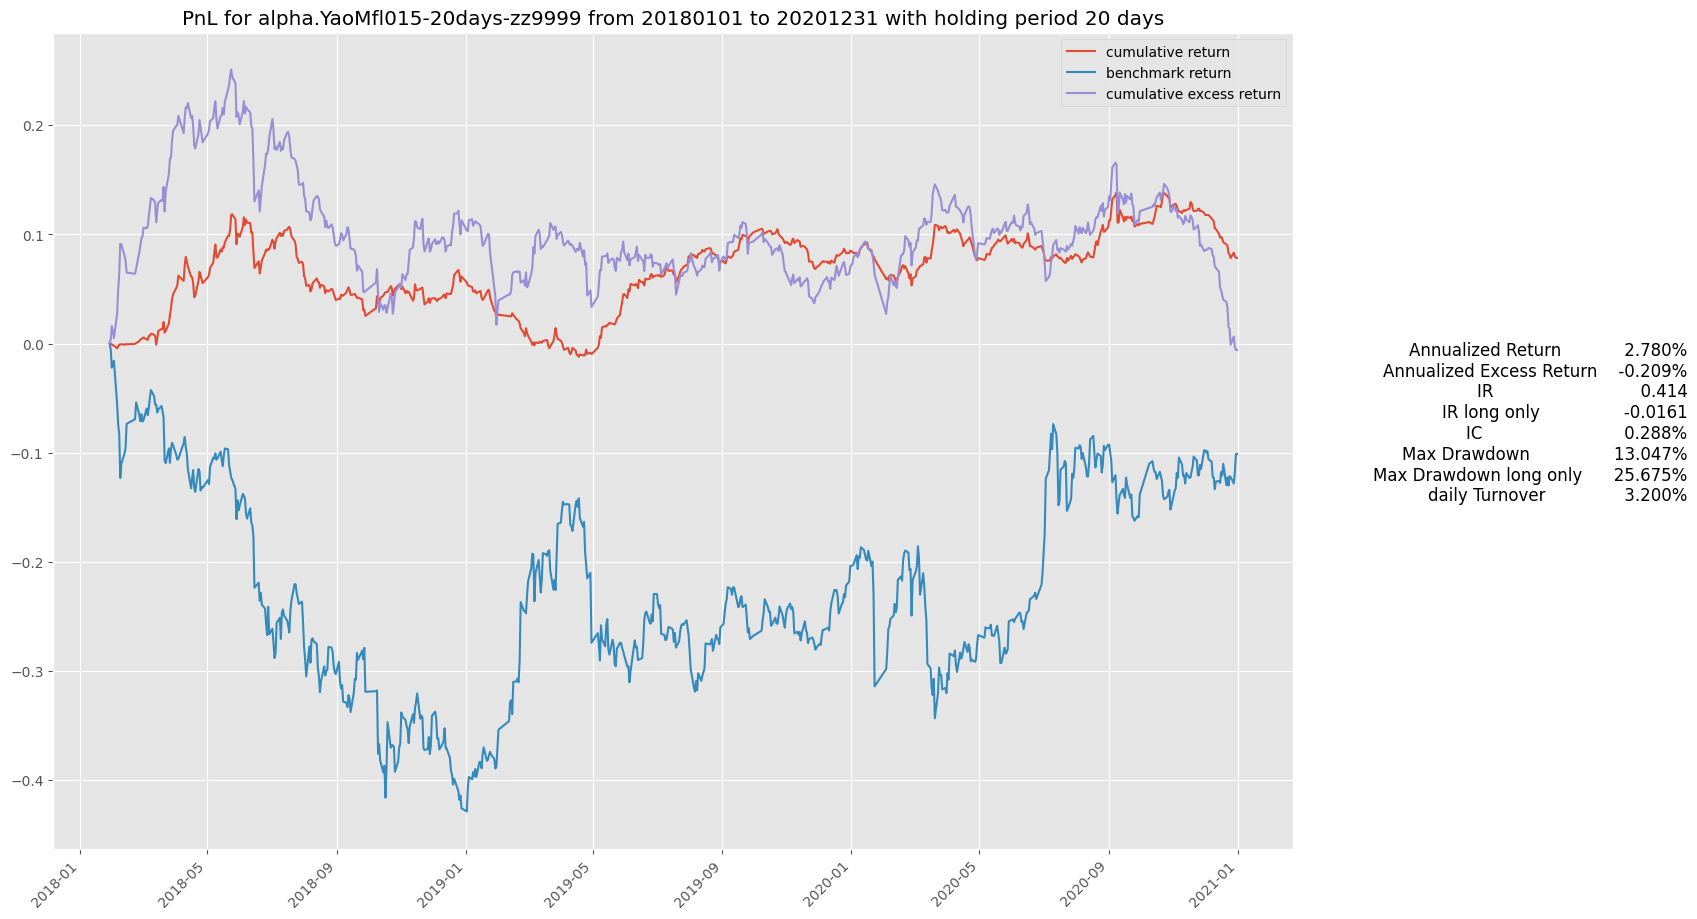 PnL for alpha.YaoMfl015-20days-zz9999 from 20180101 to 20201231 with holding period 20 days
cumulative return
benchmark return
cumulative excess return
0.2
0.1
0.0
−0.1
−0.2
−0.3
−0.4
2018-01
2018-05
2018-09
2019-01
2019-05
2019-09
2020-01
2020-05
2020-09
2021-01
Annualized Return 2.780%
Annualized Excess Return -0.209%
IR 0.414
IR long only -0.0161
IC 0.288%
Max Drawdown 13.047%
Max Drawdown long only 25.675%
daily Turnover 3.200%